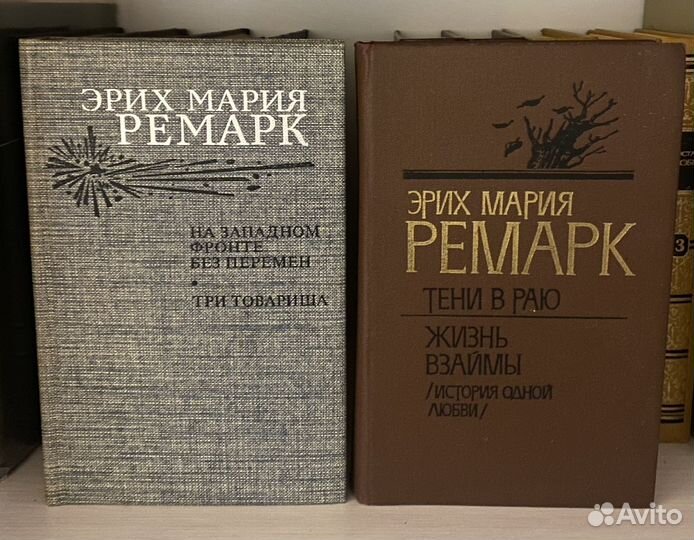 ЭРИХ МАРИЯ
РЕМАРК
НА ЗАПАДНОМ
ФРОНТЕ
БЕЗ ПЕРЕМЕН
•
ТРИ ТОВАРИЩА
ЭРИХ МАРИЯ
РЕМАРК
ТЕНИ В РАЮ
ЖИЗНЬ
ВЗАЙМЫ
/ИСТОРИЯ ОДНОЙ
ЛЮБВИ/
3
Avito